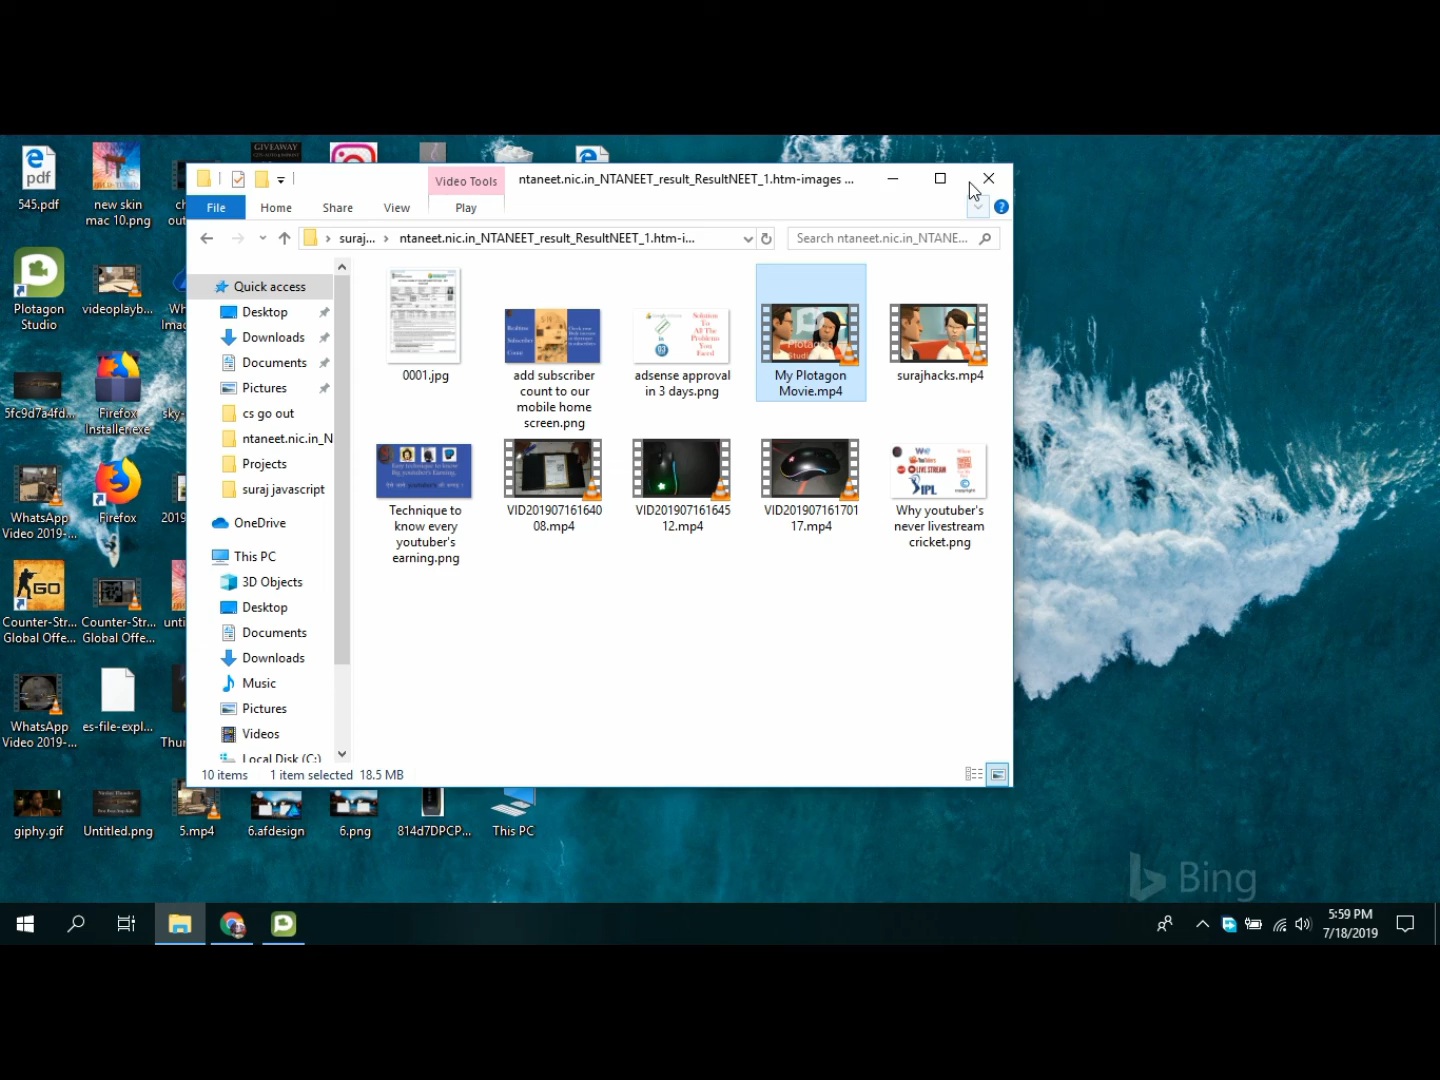 GIVEAWAY
545.pdf
new skin
mac 10.png
Plotagon
Studio
videoplayb...
5fc9d7a4fd...
Firefox
Installer.exe
sky-
WhatsApp
Video 2019-...
Firefox
2019
Counter-Str...
Global Offe...
Counter-Str...
Global Offe...
WhatsApp
Video 2019-...
es-file-expl...
giphy.gif
Untitled.png
5.mp4
6.afdesign
6.png
814d7DPCP...
This PC
Video Tools
ntaneet.nic.in_NTANEET_result_ResultNEET_1.htm-images ...
File
Home
Share
View
Play
suraj...
ntaneet.nic.in_NTANEET_result_ResultNEET_1.htm-i...
Search ntaneet.nic.in_NTANE...
Quick access
Desktop
Downloads
Documents
Pictures
cs go out
ntaneet.nic.in_N
Projects
suraj javascript
OneDrive
This PC
3D Objects
Desktop
Documents
Downloads
Music
Pictures
Videos
Local Disk (C:)
0001.jpg
add subscriber
count to our
mobile home
screen.png
adsense approval
in 3 days.png
My Plotagon
Movie.mp4
surajhacks.mp4
Technique to
know every
youtuber's
earning.png
VID201907161640
08.mp4
VID201907161645
12.mp4
VID201907161701
17.mp4
Why youtuber's
never livestream
cricket.png
10 items
1 item selected 18.5 MB
Bing
5:59 PM
7/18/2019